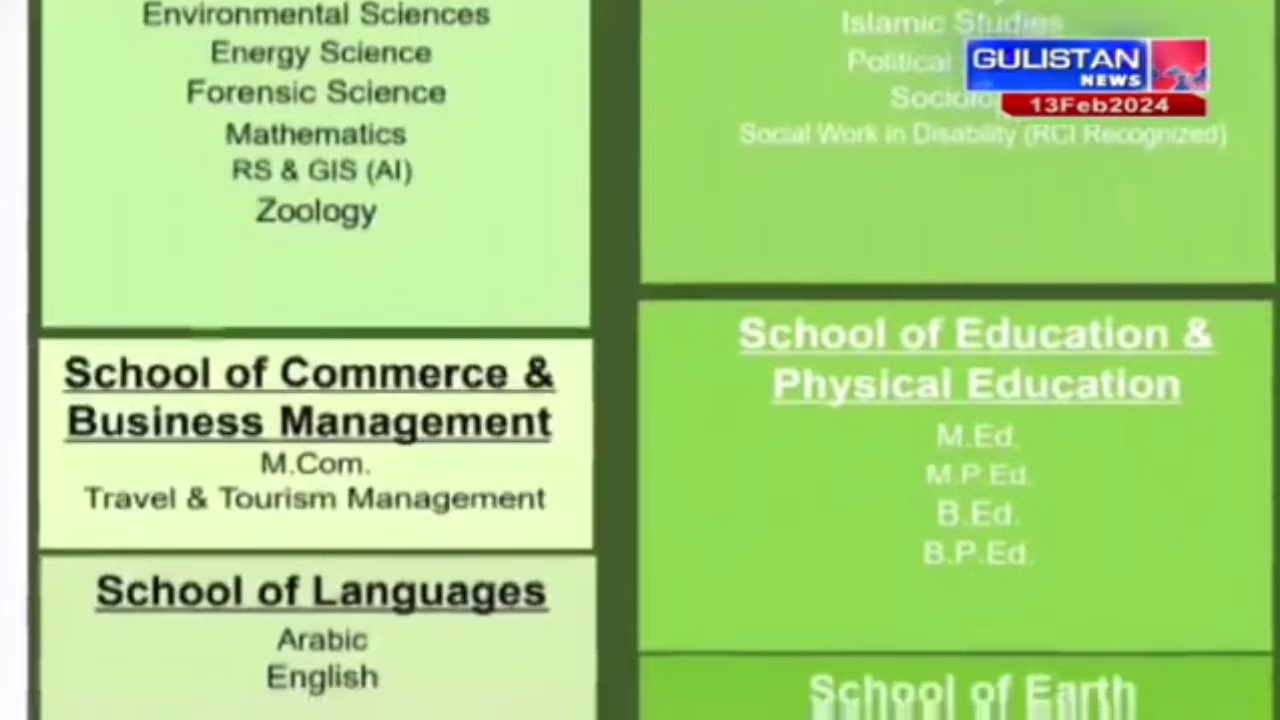 Environmental Sciences
Energy Science
Forensic Science
Mathematics
RS & GIS (AI)
Zoology
School of Commerce &
Business Management
M.Com.
Travel & Tourism Management
School of Languages
Arabic
English
Islamic Studies
Political
Social Work in Disability (RCI Recognized)
School of Education &
Physical Education
M.Ed.
M.P.Ed.
B.Ed.
B.P.Ed.
School of Earth
GULISTAN
NEWS
13Feb2024